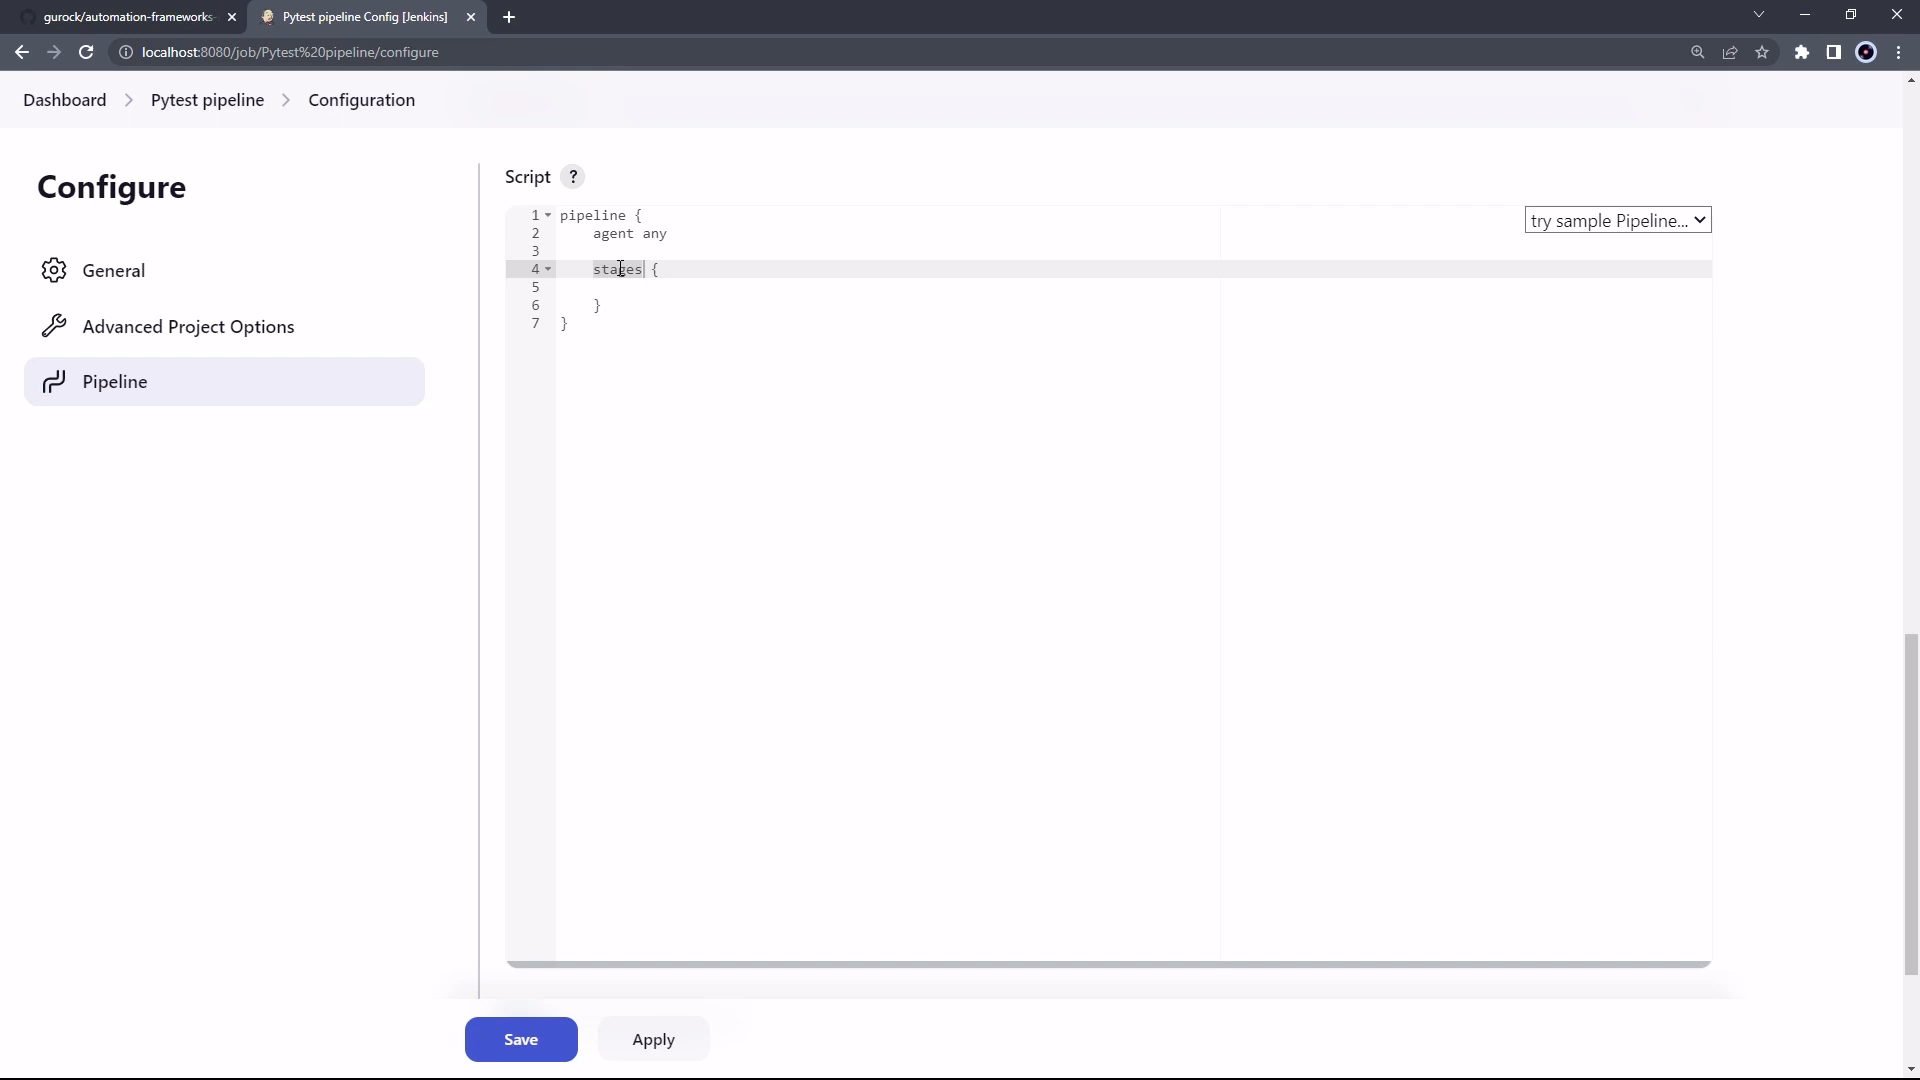 gurock/automation-frameworks-
Pytest pipeline Config [Jenkins]
localhost:8080/job/Pytest%20pipeline/configure
Dashboard
Pytest pipeline
Configuration
Configure
General
Advanced Project Options
Pipeline
Script ?
try sample Pipeline...
1 pipeline {
2 agent any
3
4 stages {
5
6 }
7 }
Save
Apply